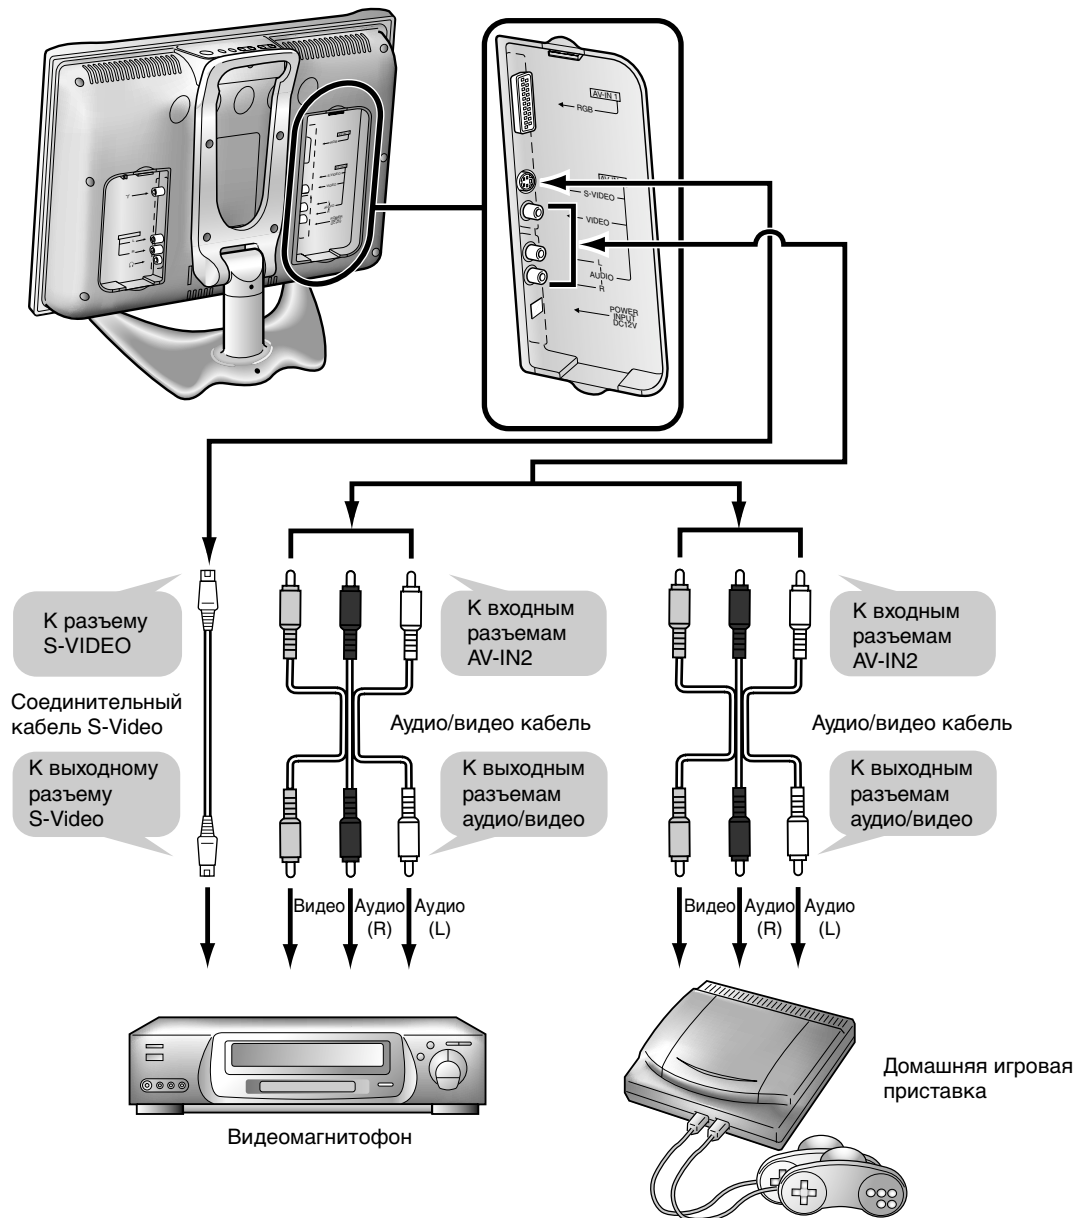 AV-IN 1
RGB
S-VIDEO
VIDEO
L
AUDIO
R
POWER
INPUT
DC12V
К разъему
S-VIDEO
К входным
разъемам
AV-IN2
К входным
разъемам
AV-IN2
Соединительный
кабель S-Video
Аудио/видео кабель
Аудио/видео кабель
К выходному
разъему
S-Video
К выходным
разъемам
аудио/видео
К выходным
разъемам
аудио/видео
Видео Аудио (R) Аудио (L)
Видео Аудио (R) Аудио (L)
Видеомагнитофон
Домашняя игровая
приставка